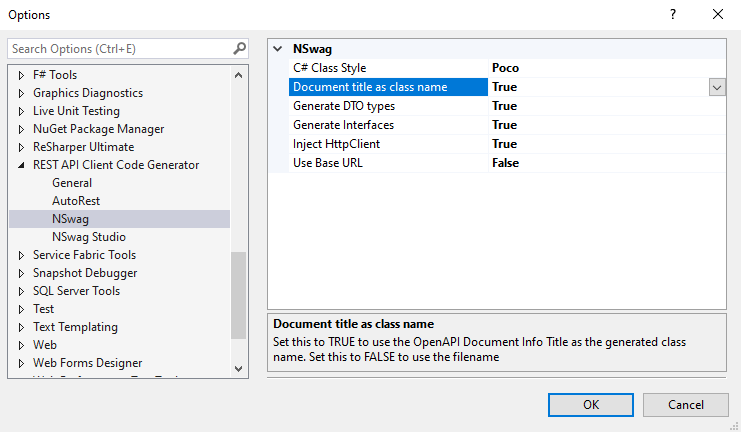 Options
Search Options (Ctrl+E)
F# Tools
Graphics Diagnostics
Live Unit Testing
NuGet Package Manager
ReSharper Ultimate
REST API Client Code Generator
General
AutoRest
NSwag
NSwag Studio
Service Fabric Tools
Snapshot Debugger
SQL Server Tools
Test
Text Templating
Web
Web Forms Designer
NSwag
C# Class Style Poco
Document title as class name True
Generate DTO types True
Generate Interfaces True
Inject HttpClient True
Use Base URL False
Document title as class name
Set this to TRUE to use the OpenAPI Document Info Title as the generated class
name. Set this to FALSE to use the filename
OK Cancel